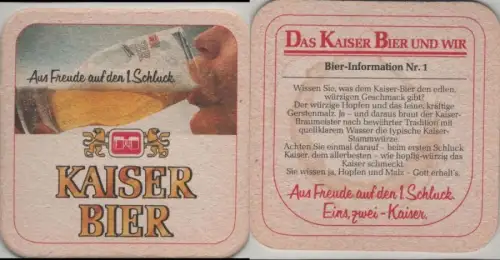 Aus Freude auf den 1. Schluck.
KAISER
BIER
DAS KAISER BIER UND WIR
Bier-Information Nr. 1
Wissen Sie, was dem Kaiser-Bier den edlen,
würzigen Geschmack gibt?
Der würzige Hopfen und das feine, kräftige
Gerstenmalz. Ja – und daraus braut der Kaiser-
Braumeister nach bewährter Tradition mit
quellklarem Wasser die typische Kaiser-
Stammwürze.
Achten Sie einmal darauf – beim ersten Schluck
Kaiser, dem allerbesten – wie hopfig-würzig das
Kaiser schmeckt.
Sie wissen ja, Hopfen und Malz – Gott erhält's.
Aus Freude auf den 1. Schluck.
Eins, zwei - Kaiser.